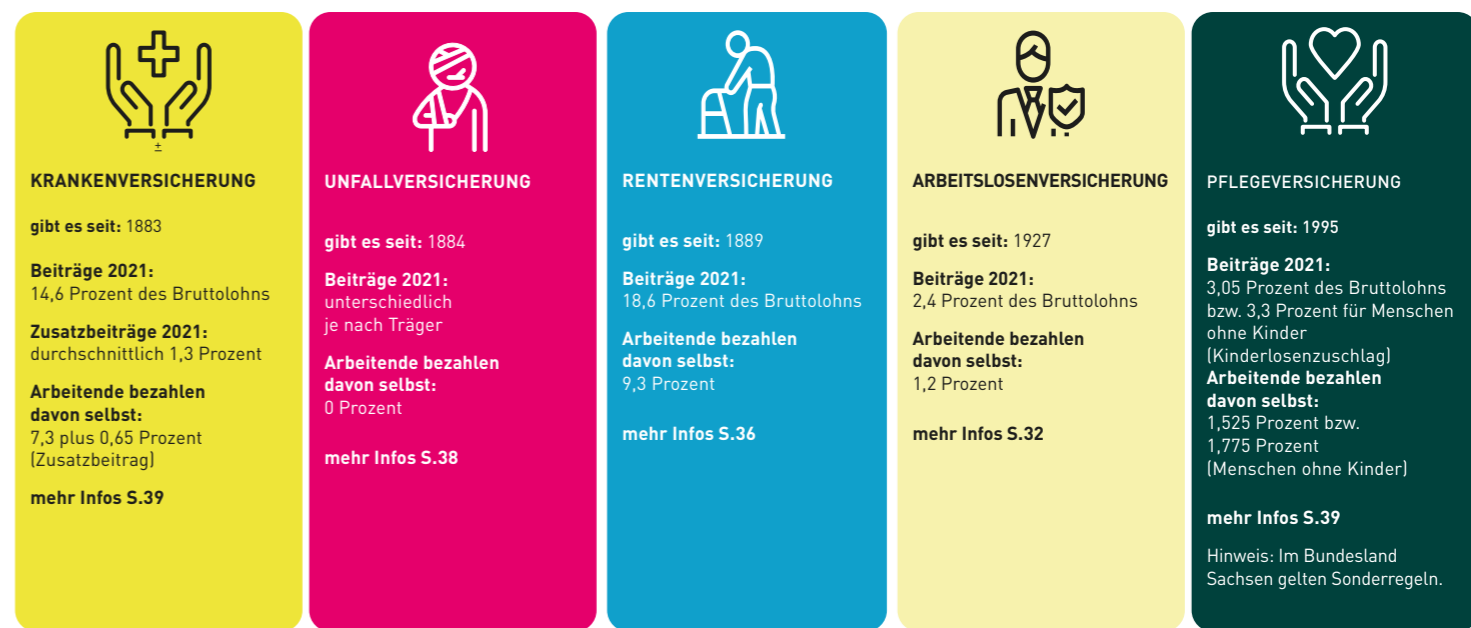 ±
KRANKENVERSICHERUNG
gibt es seit: 1883
Beiträge 2021:
14,6 Prozent des Bruttolohns
Zusatzbeiträge 2021:
durchschnittlich 1,3 Prozent
Arbeitende bezahlen
davon selbst:
7,3 plus 0,65 Prozent
(Zusatzbeitrag)
mehr Infos S.39
UNFALLVERSICHERUNG
gibt es seit: 1884
Beiträge 2021:
unterschiedlich
je nach Träger
Arbeitende bezahlen
davon selbst:
0 Prozent
mehr Infos S.38
RENTENVERSICHERUNG
gibt es seit: 1889
Beiträge 2021:
18,6 Prozent des Bruttolohns
Arbeitende bezahlen
davon selbst:
9,3 Prozent
mehr Infos S.36
ARBEITSLOSENVERSICHERUNG
gibt es seit: 1927
Beiträge 2021:
2,4 Prozent des Bruttolohns
Arbeitende bezahlen
davon selbst:
1,2 Prozent
mehr Infos S.32
PFLEGEVERSICHERUNG
gibt es seit: 1995
Beiträge 2021:
3,05 Prozent des Bruttolohns
bzw. 3,3 Prozent für Menschen
ohne Kinder
(Kinderlosenzuschlag)
Arbeitende bezahlen
davon selbst:
1,525 Prozent bzw.
1,775 Prozent
(Menschen ohne Kinder)
mehr Infos S.39
Hinweis: Im Bundesland
Sachsen gelten Sonderregeln.